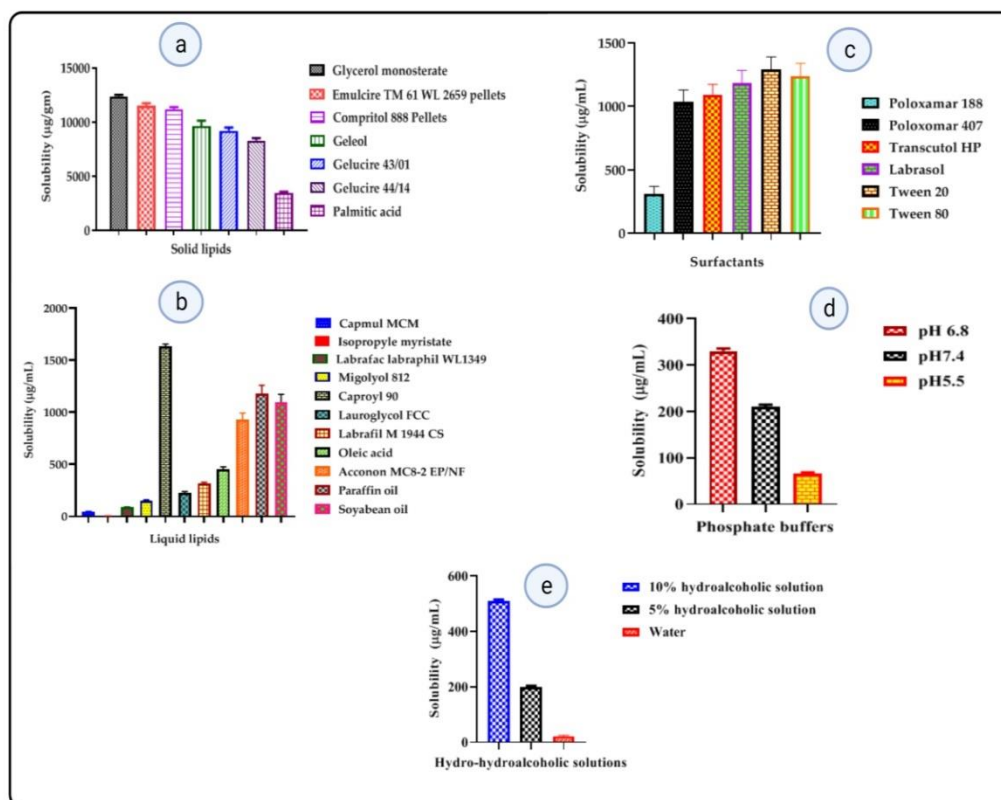 a
Solubility (µg/gm)
15000
10000
5000
0
Solid lipids
Glycerol monosterate
Emulcire TM 61 WL 2659 pellets
Compritol 888 Pellets
Geleol
Gelucire 43/01
Gelucire 44/14
Palmitic acid
c
Solubility (µg/mL)
1500
1000
500
0
Surfactants
Poloxamar 188
Poloxomar 407
Transcutol HP
Labrasol
Tween 20
Tween 80
b
Solubility (µg/mL)
2000
1500
1000
500
0
Liquid lipids
Capmul MCM
Isopropyle myristate
Labrafac labraphil WL1349
Migolyol 812
Caproyl 90
Lauroglycol FCC
Labrafil M 1944 CS
Oleic acid
Acconon MC8-2 EP/NF
Paraffin oil
Soyabean oil
d
Solubility (µg/mL)
400
300
200
100
0
Phosphate buffers
pH 6.8
pH7.4
pH5.5
e
Solubility (µg/mL)
600
400
200
0
Hydro-hydroalcoholic solutions
10% hydroalcoholic solution
5% hydroalcoholic solution
Water